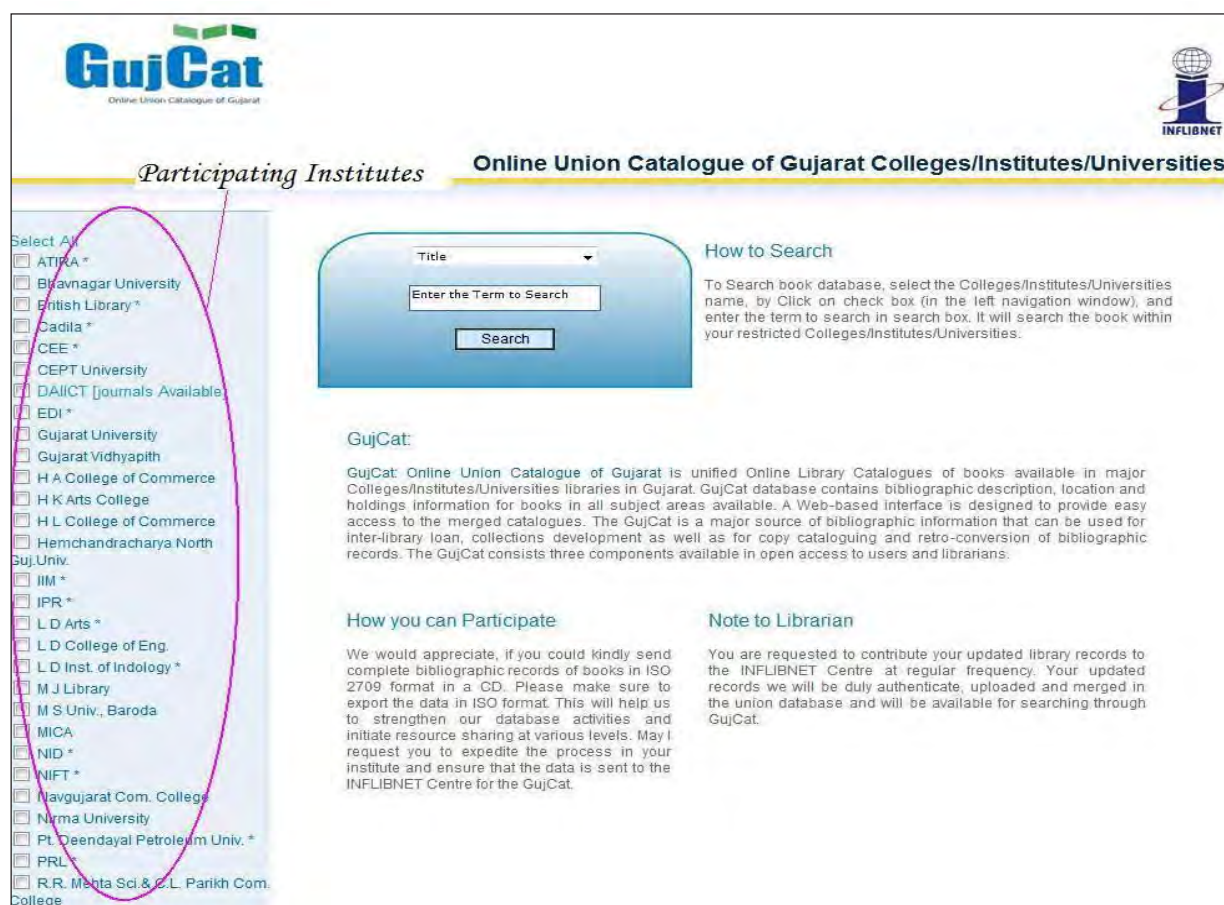 GujCat
Online Union Catalogue of Gujarat
INFLIBNET
Participating Institutes
Online Union Catalogue of Gujarat Colleges/Institutes/Universities
Select All
ATIRA *
Bhavnagar University
British Library *
Cadila *
CEE *
CEPT University
DAIICT [journals Available]
EDI *
Gujarat University
Gujarat Vidhyapith
H A College of Commerce
H K Arts College
H L College of Commerce
Hemchandracharya North
Guj.Univ.
IIM *
IPR *
L D Arts *
L D College of Eng.
L D Inst. of Indology *
M J Library
M S Univ., Baroda
MICA
NID *
NIFT *
Navgujarat Com. College
Nirma University
Pt. Deendayal Petroleum Univ. *
PRL *
R.R. Mehta Sci.& C.L. Parikh Com.
College
Title
Enter the Term to Search
Search
How to Search
To Search book database, select the Colleges/Institutes/Universities
name, by Click on check box (in the left navigation window), and
enter the term to search in search box. It will search the book within
your restricted Colleges/Institutes/Universities.
GujCat:
GujCat: Online Union Catalogue of Gujarat is unified Online Library Catalogues of books available in major
Colleges/Institutes/Universities libraries in Gujarat. GujCat database contains bibliographic description, location and
holdings information for books in all subject areas available. A Web-based interface is designed to provide easy
access to the merged catalogues. The GujCat is a major source of bibliographic information that can be used for
inter-library loan, collections development as well as for copy cataloguing and retro-conversion of bibliographic
records. The GujCat consists three components available in open access to users and librarians.
How you can Participate
We would appreciate, if you could kindly send
complete bibliographic records of books in ISO
2709 format in a CD. Please make sure to
export the data in ISO format. This will help us
to strengthen our database activities and
initiate resource sharing at various levels. May I
request you to expedite the process in your
institute and ensure that the data is sent to the
INFLIBNET Centre for the GujCat.
Note to Librarian
You are requested to contribute your updated library records to
the INFLIBNET Centre at regular frequency. Your updated
records we will be duly authenticate, uploaded and merged in
the union database and will be available for searching through
GujCat.